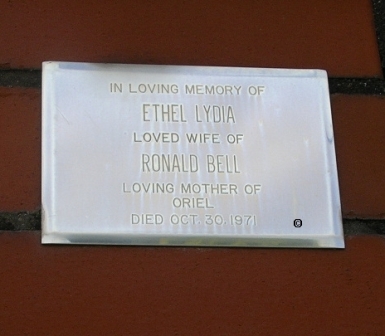 IN LOVING MEMORY OF
ETHEL LYDIA
LOVED WIFE OF
RONALD BELL
LOVING MOTHER OF
ORIEL
DIED OCT. 30. 1971